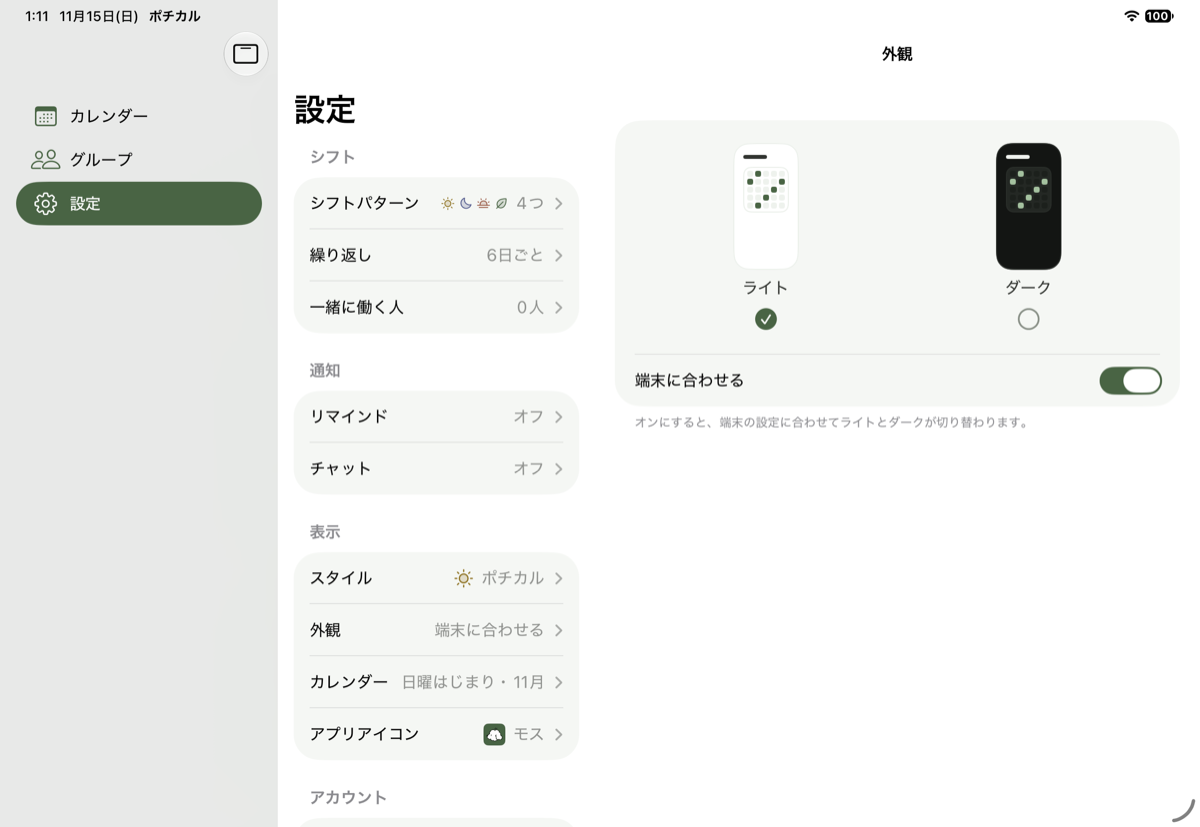 1:11 11月15日(日) ポチカル
100
カレンダー
グループ
設定
設定
シフト
シフトパターン 4つ
繰り返し 6日ごと
一緒に働く人 0人
通知
リマインド オフ
チャット オフ
表示
スタイル ポチカル
外観 端末に合わせる
カレンダー 日曜はじまり・11月
アプリアイコン モス
アカウント
外観
ライト ダーク
端末に合わせる
オンにすると、端末の設定に合わせてライトとダークが切り替わります。